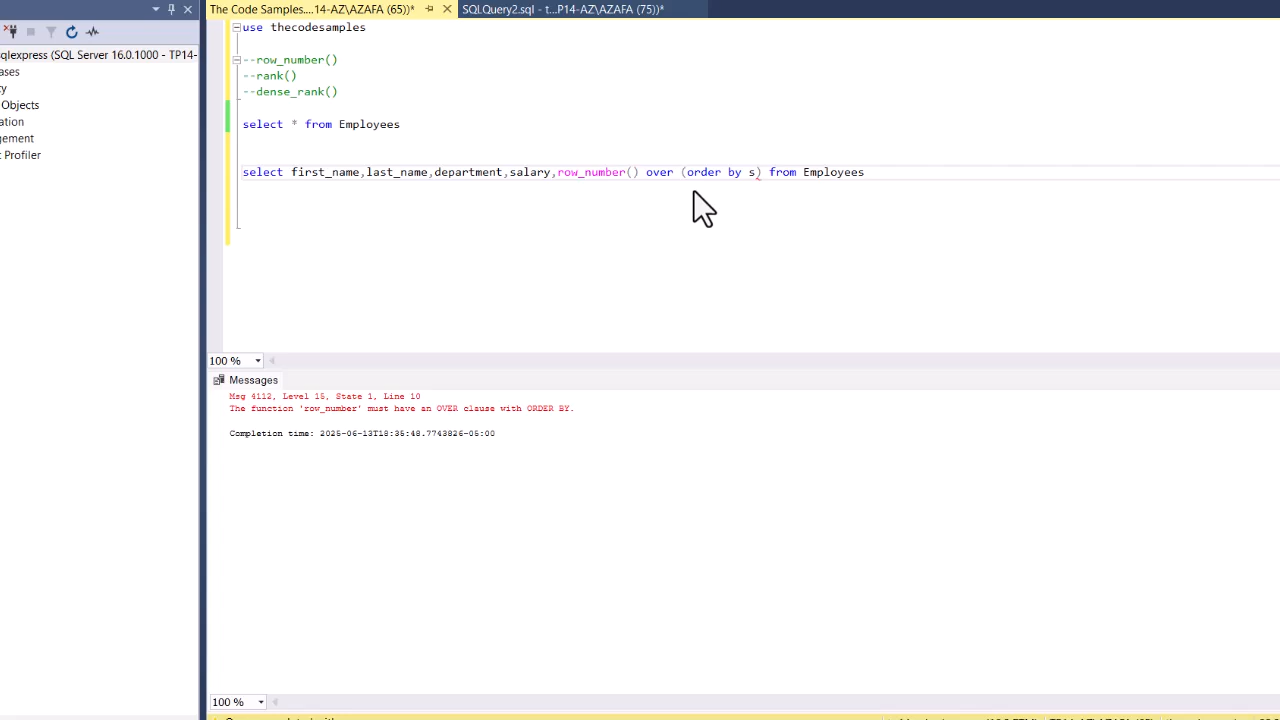 The Code Samples....14-AZ\AZAFA (65))*
SQLQuery2.sql - t...P14-AZ\AZAFA (75))*
sqlexpress (SQL Server 16.0.1000 - TP14-
ases
ty
Objects
ation
gement
t Profiler
use thecodesamples
--row_number()
--rank()
--dense_rank()
select * from Employees
select first_name,last_name,department,salary,row_number() over (order by s) from Employees
100 %
Messages
Msg 4112, Level 15, State 1, Line 10
The function 'row_number' must have an OVER clause with ORDER BY.
Completion time: 2025-06-13T18:35:48.7743826-05:00
100 %